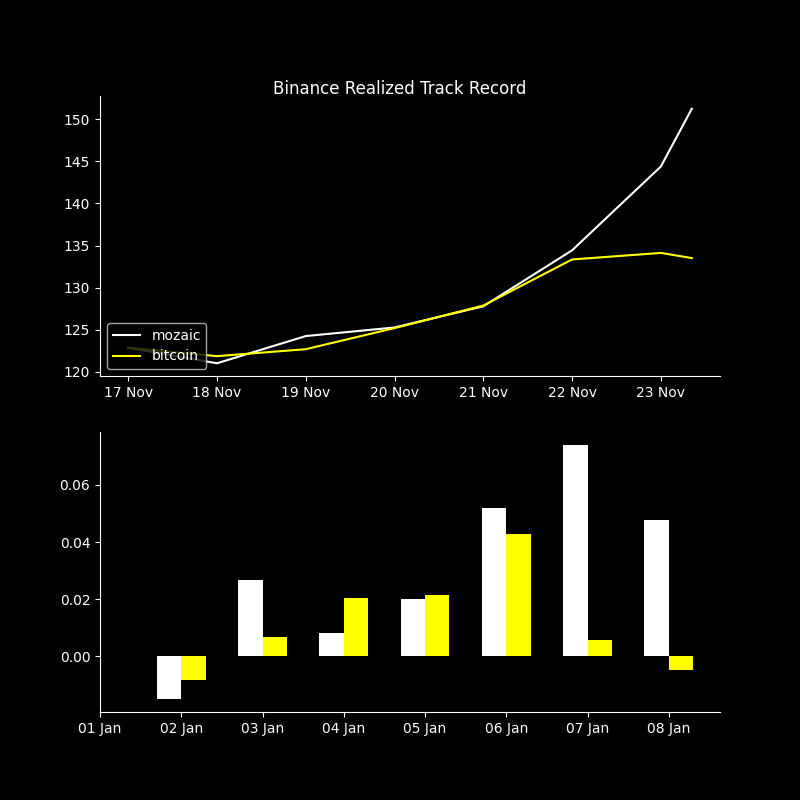 Binance Realized Track Record
150
145
140
135
130
125
120
mozaic
bitcoin
17 Nov 18 Nov 19 Nov 20 Nov 21 Nov 22 Nov 23 Nov
0.06
0.04
0.02
0.00
01 Jan 02 Jan 03 Jan 04 Jan 05 Jan 06 Jan 07 Jan 08 Jan